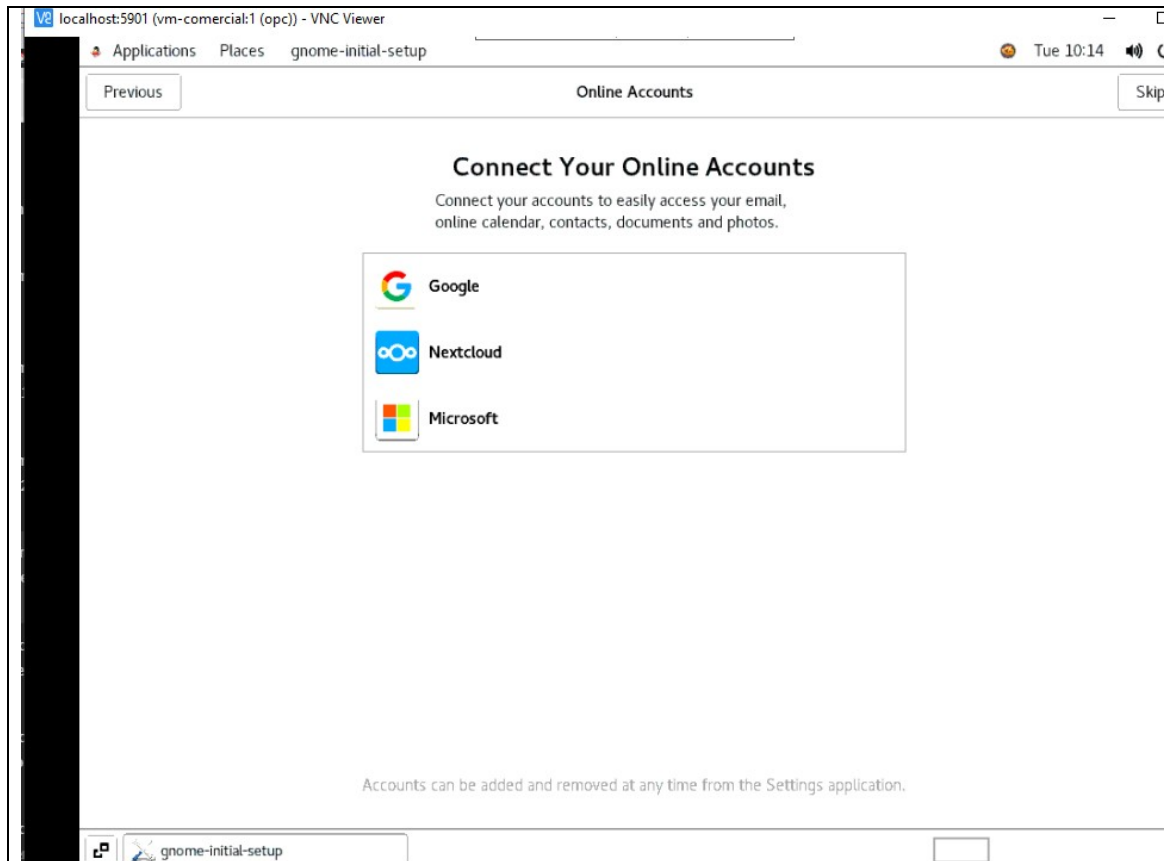 localhost:5901 (vm-comercial:1 (opc)) - VNC Viewer
Applications Places gnome-initial-setup Tue 10:14
Previous Online Accounts Skip
Connect Your Online Accounts
Connect your accounts to easily access your email,
online calendar, contacts, documents and photos.
Google
Nextcloud
Microsoft
Accounts can be added and removed at any time from the Settings application.
gnome-initial-setup